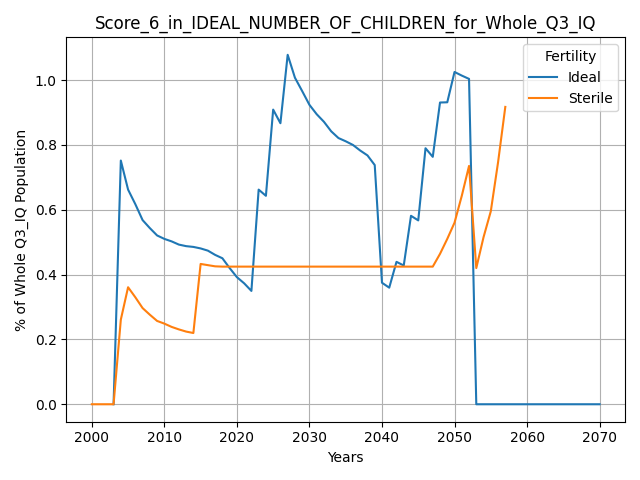 Score_6_in_IDEAL_NUMBER_OF_CHILDREN_for_Whole_Q3_IQ
Fertility
Ideal
Sterile
% of Whole Q3_IQ Population
1.0
0.8
0.6
0.4
0.2
0.0
2000 2010 2020 2030 2040 2050 2060 2070
Years